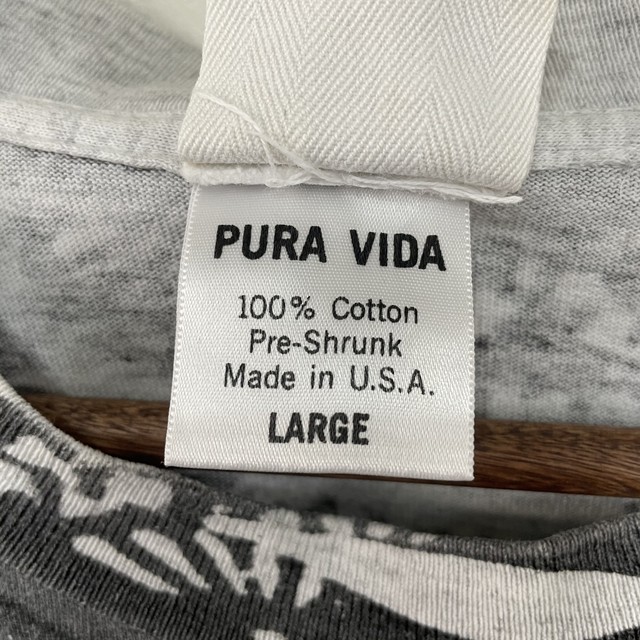 PURA VIDA
100% Cotton
Pre-Shrunk
Made in U.S.A.
LARGE